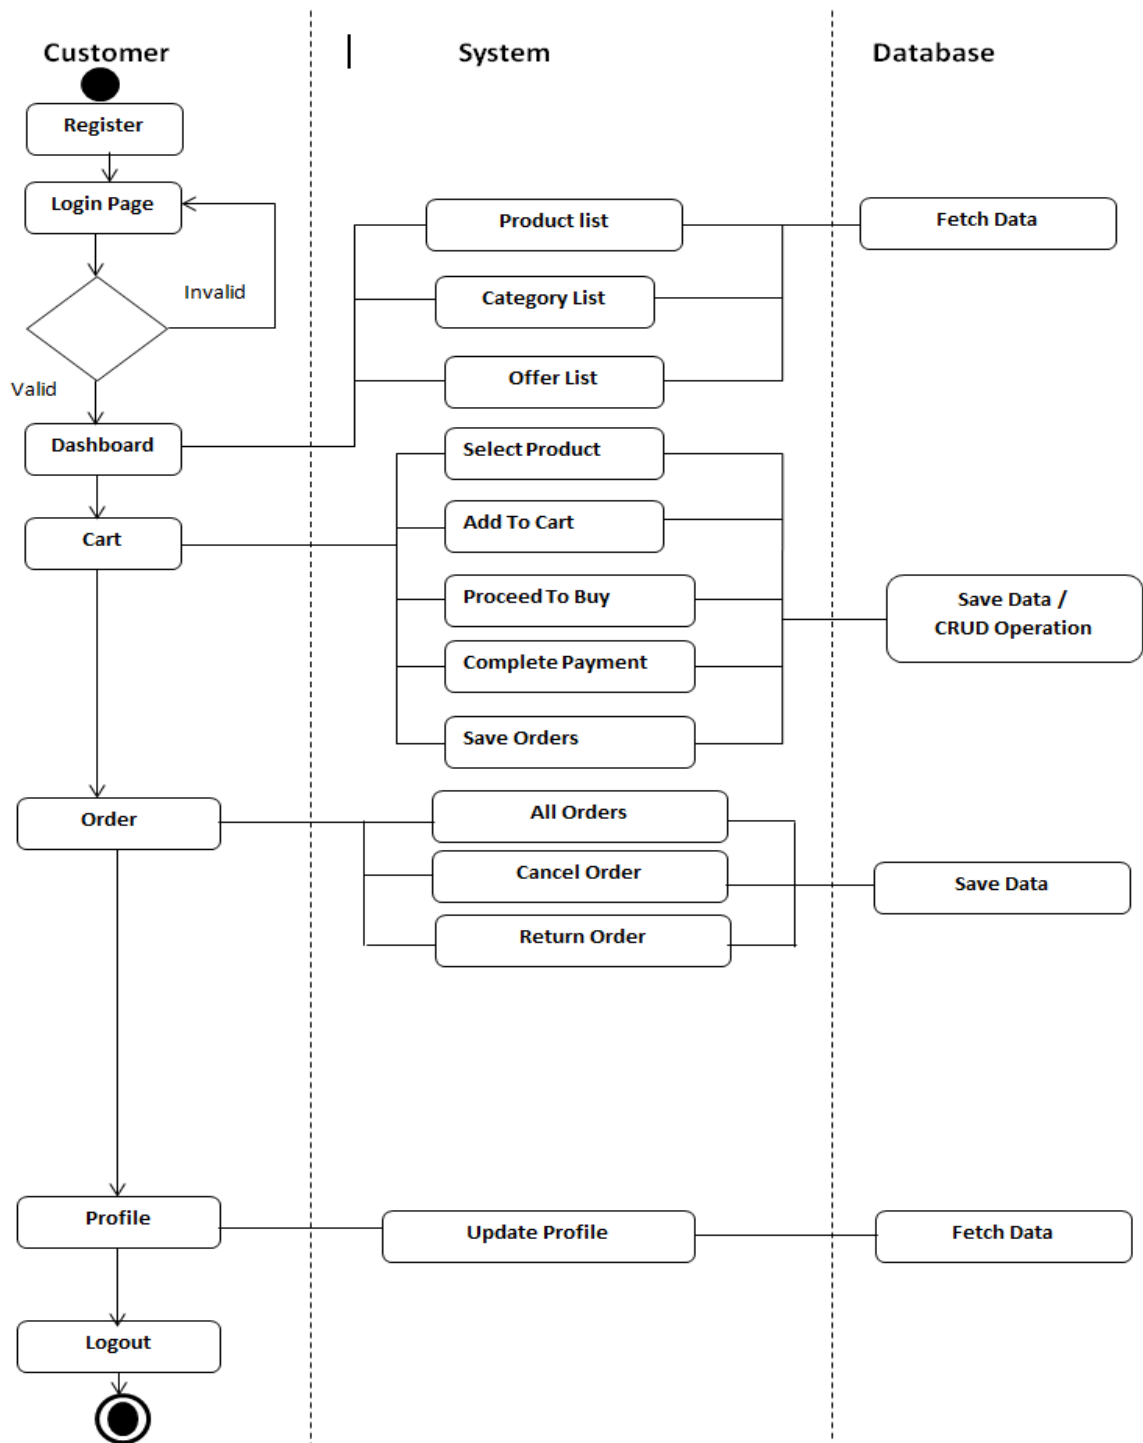 Customer
System
Database
Register
Login Page
Product list
Fetch Data
Invalid
Category List
Offer List
Valid
Dashboard
Select Product
Add To Cart
Cart
Proceed To Buy
Save Data /
CRUD Operation
Complete Payment
Save Orders
Order
All Orders
Cancel Order
Save Data
Return Order
Profile
Update Profile
Fetch Data
Logout